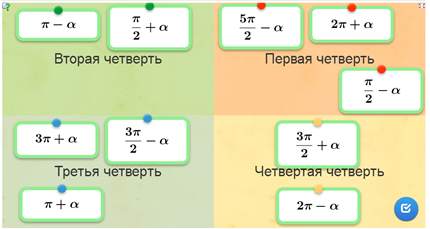 π − α
π/2 + α
5π/2 − α
2π + α
Вторая четверть
Первая четверть
π/2 − α
3π + α
3π/2 − α
3π/2 + α
Третья четверть
Четвертая четверть
π + α
2π − α